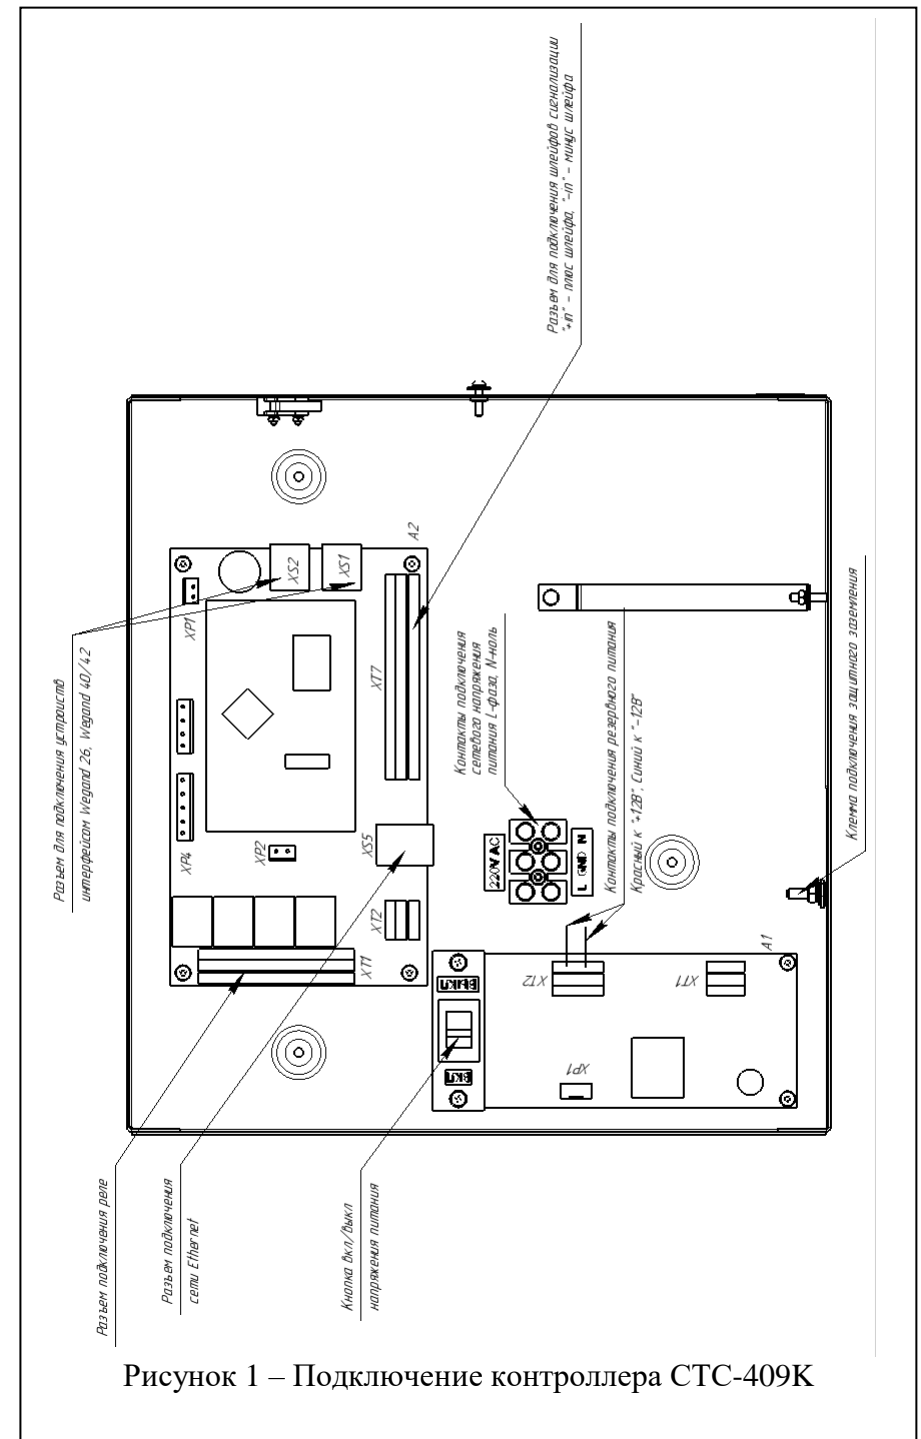 Разъем для подключения шлейфов сигнализации
"+in" - плюс шлейфа, "-in" - минус шлейфа
Разъем для подключения устроиств
интерфейсом Wegand 26, Wegand 40/42
XP1
XS2
XS1
A2
XT7
XP4
XP2
XS5
XT2
XT1
Контакты подключения
сетевого напряжения
питания L-фаза, N-ноль
220V AC
L GND N
Контакты подключения резервного питания
Красный к "+12В", Синий к "-12В"
Клемма подключения защитного заземления
A1
XT2
XT1
XP1
ВЫКЛ
ВКЛ
Разъем подключения реле
Разъем подключения
сети Ethernet
Кнопка вкл/выкл
напряжения питания
Рисунок 1 – Подключение контроллера СТС-409К